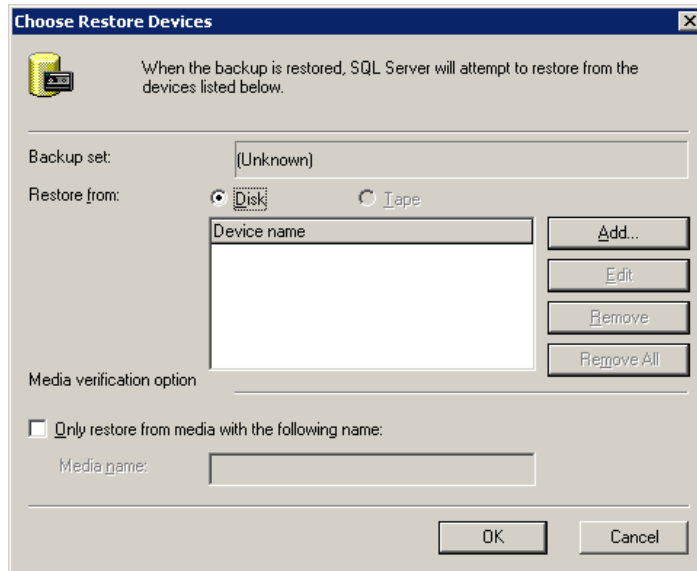 Choose Restore Devices
When the backup is restored, SQL Server will attempt to restore from the
devices listed below.
Backup set:
(Unknown)
Restore from:
Disk
Tape
Device name
Add...
Edit
Remove
Remove All
Media verification option
Only restore from media with the following name:
Media name:
OK
Cancel